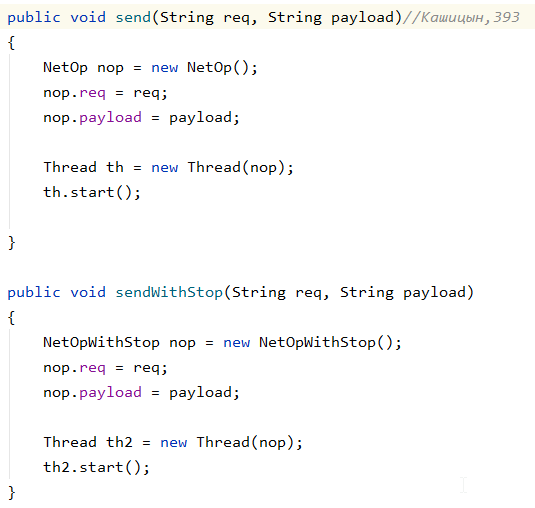 public void send(String req, String payload)//Кашицын,393
{
    NetOp nop = new NetOp();
    nop.req = req;
    nop.payload = payload;

    Thread th = new Thread(nop);
    th.start();

}

public void sendWithStop(String req, String payload)
{
    NetOpWithStop nop = new NetOpWithStop();
    nop.req = req;
    nop.payload = payload;

    Thread th2 = new Thread(nop);
    th2.start();
}